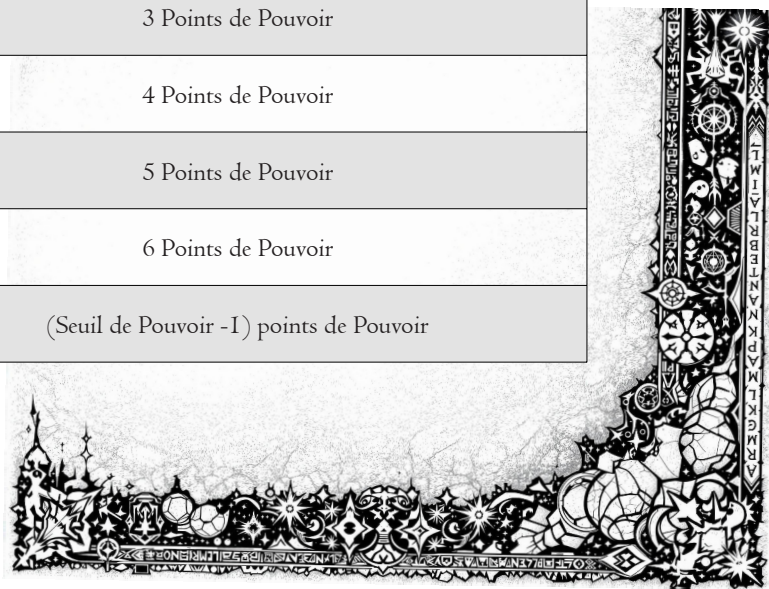 3 Points de Pouvoir
4 Points de Pouvoir
5 Points de Pouvoir
6 Points de Pouvoir
(Seuil de Pouvoir -1) points de Pouvoir